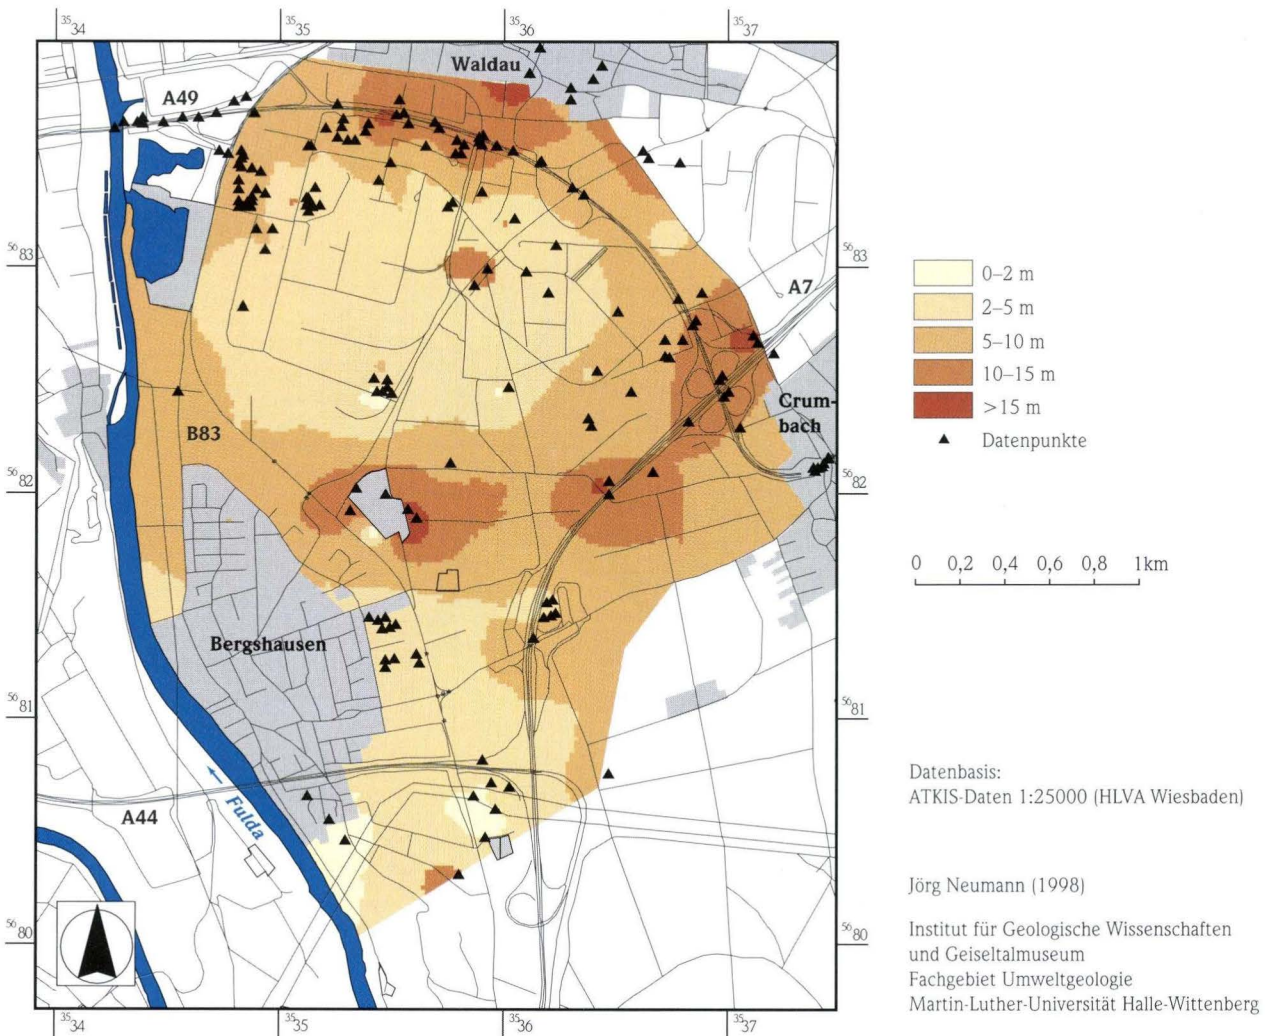 ³⁵34 ³⁵35 ³⁵36 ³⁵37
Waldau
A49
⁵⁶83 ⁵⁶83
A7
0–2 m
2–5 m
5–10 m
10–15 m
>15 m
Datenpunkte
Crum-
bach
B83
⁵⁶82 ⁵⁶82
0 0,2 0,4 0,6 0,8 1km
Bergshausen
⁵⁶81 ⁵⁶81
Datenbasis:
ATKIS-Daten 1:25000 (HLVA Wiesbaden)
A44
Fulda
Jörg Neumann (1998)
Institut für Geologische Wissenschaften
und Geiseltalmuseum
Fachgebiet Umweltgeologie
Martin-Luther-Universität Halle-Wittenberg
⁵⁶80 ⁵⁶80
³⁵34 ³⁵35 ³⁵36 ³⁵37